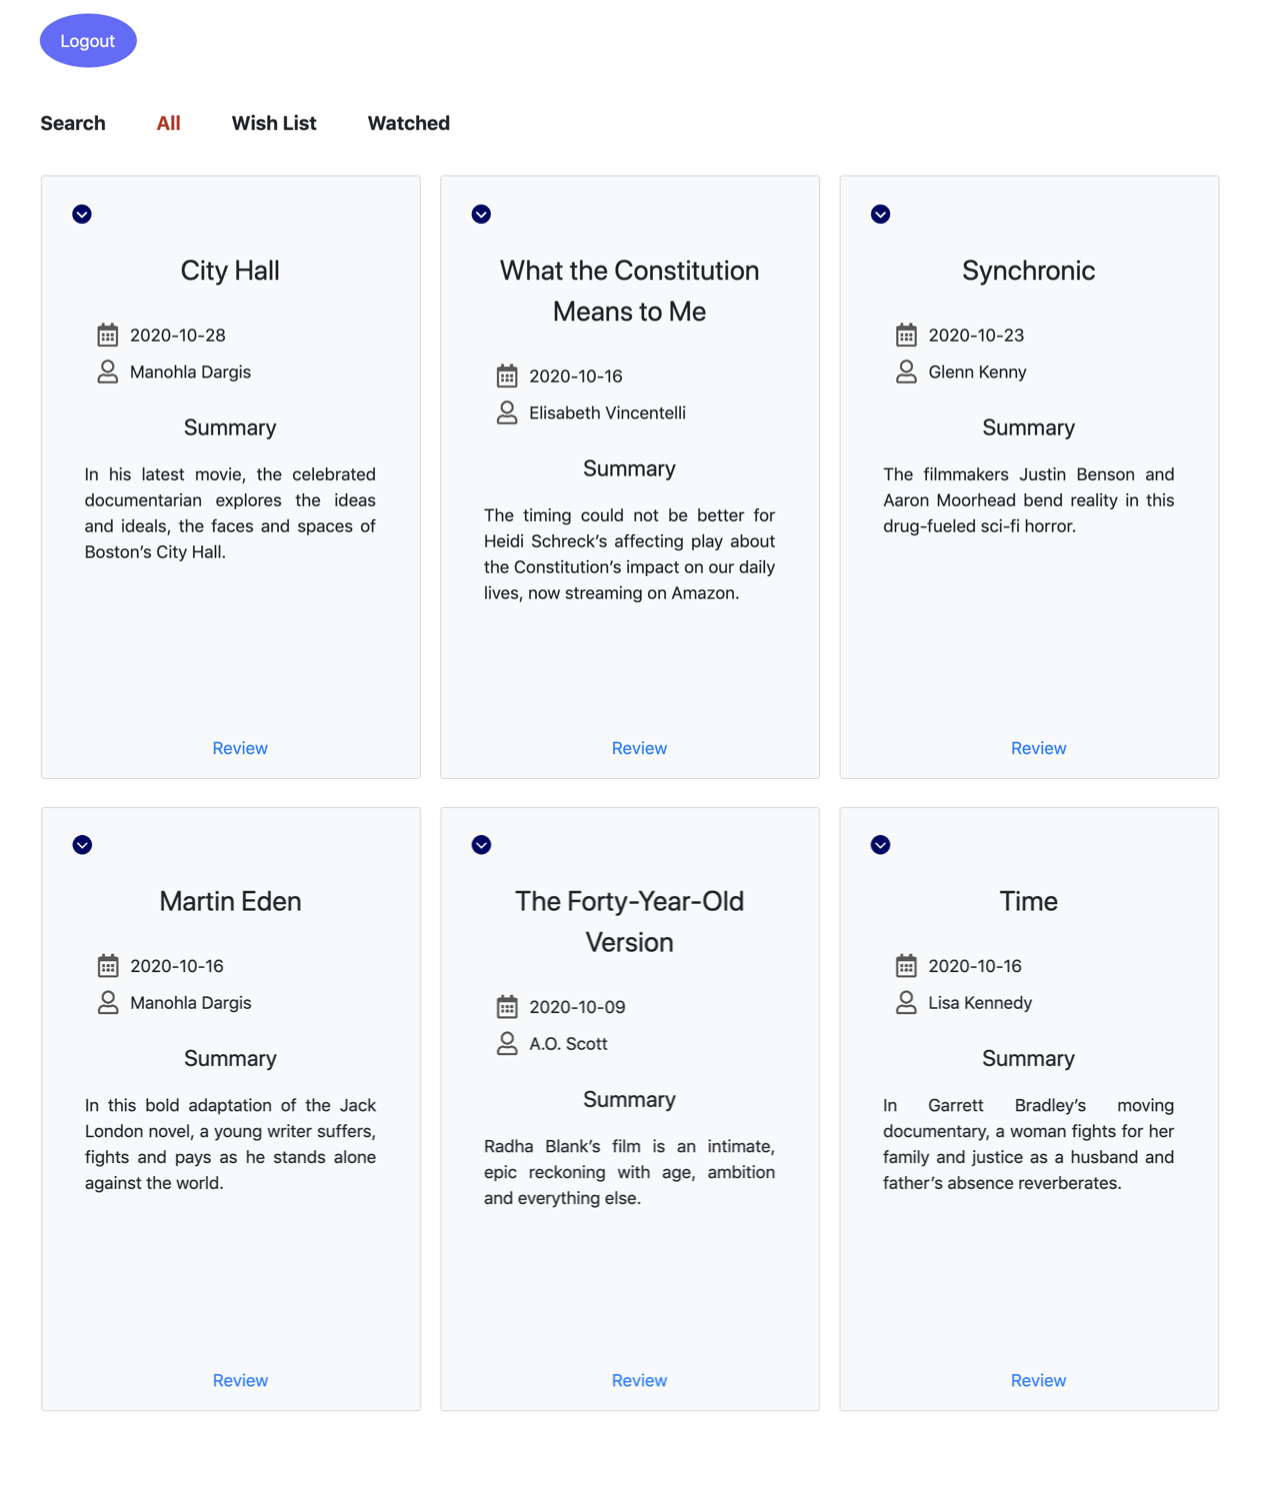 Logout
Search All Wish List Watched
City Hall
2020-10-28
Manohla Dargis
Summary
In his latest movie, the celebrated
documentarian explores the ideas
and ideals, the faces and spaces of
Boston’s City Hall.
Review
What the Constitution
Means to Me
2020-10-16
Elisabeth Vincentelli
Summary
The timing could not be better for
Heidi Schreck’s affecting play about
the Constitution’s impact on our daily
lives, now streaming on Amazon.
Review
Synchronic
2020-10-23
Glenn Kenny
Summary
The filmmakers Justin Benson and
Aaron Moorhead bend reality in this
drug-fueled sci-fi horror.
Review
Martin Eden
2020-10-16
Manohla Dargis
Summary
In this bold adaptation of the Jack
London novel, a young writer suffers,
fights and pays as he stands alone
against the world.
Review
The Forty-Year-Old
Version
2020-10-09
A.O. Scott
Summary
Radha Blank’s film is an intimate,
epic reckoning with age, ambition
and everything else.
Review
Time
2020-10-16
Lisa Kennedy
Summary
In Garrett Bradley’s moving
documentary, a woman fights for her
family and justice as a husband and
father’s absence reverberates.
Review